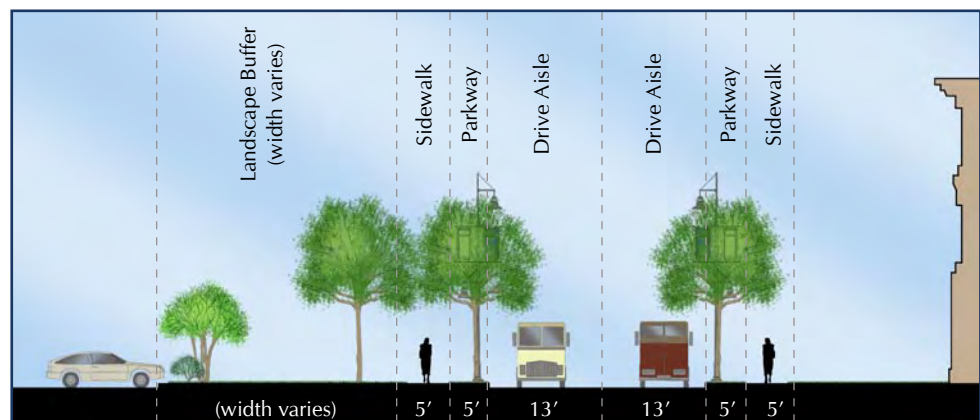 Landscape Buffer
(width varies)
Sidewalk
Parkway
Drive Aisle
Drive Aisle
Parkway
Sidewalk
(width varies)
5′
5′
13′
13′
5′
5′